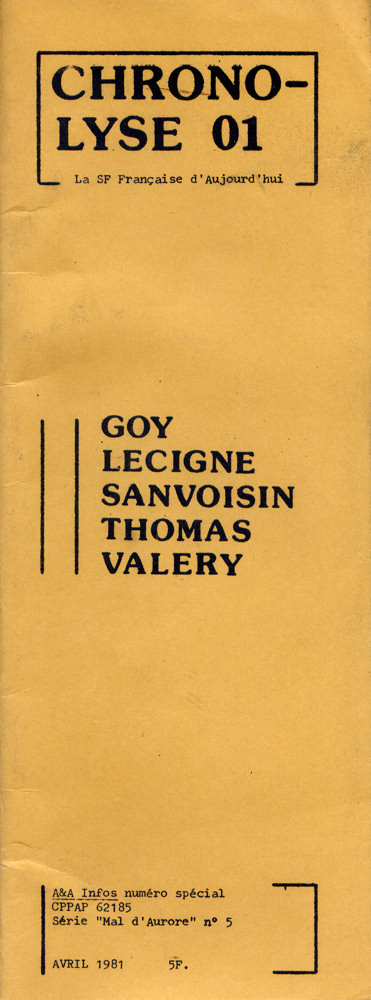 CHRONO-
LYSE 01
La SF Française d'Aujourd'hui
GOY
LECIGNE
SANVOISIN
THOMAS
VALERY
A&A Infos numéro spécial
CPPAP 62185
Série "Mal d'Aurore" n° 5
AVRIL 1981 5F.